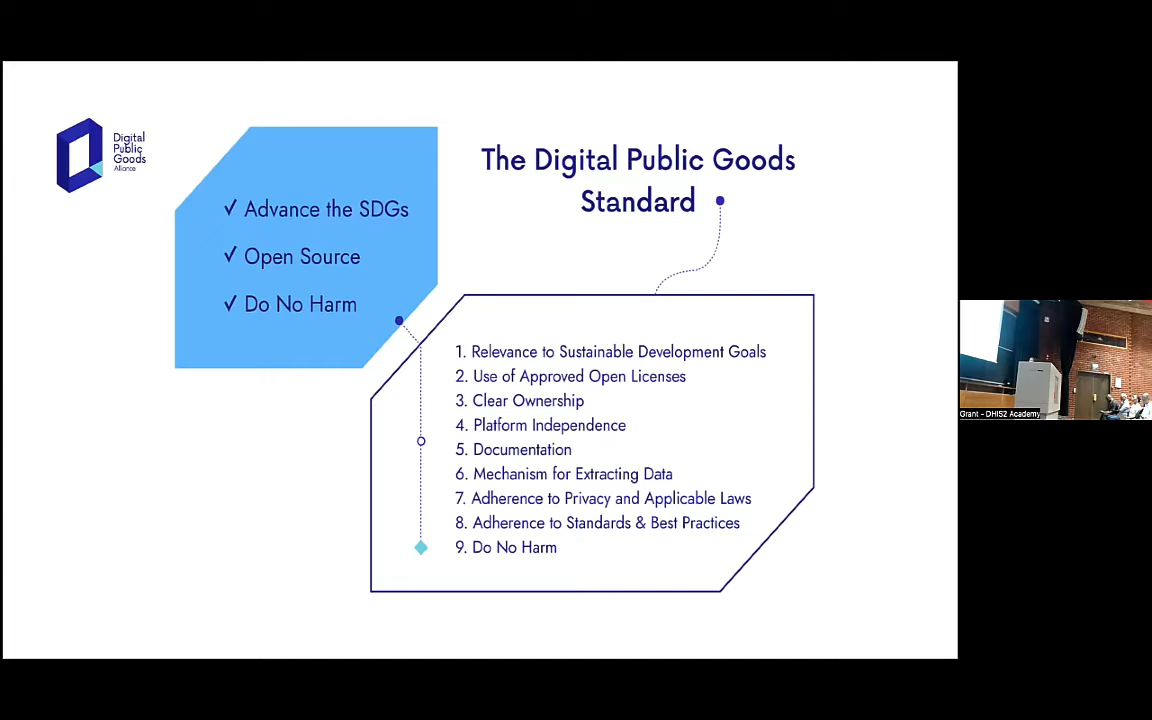 Digital
Public
Goods
Alliance
✓ Advance the SDGs
✓ Open Source
✓ Do No Harm
The Digital Public Goods
Standard
1. Relevance to Sustainable Development Goals
2. Use of Approved Open Licenses
3. Clear Ownership
4. Platform Independence
5. Documentation
6. Mechanism for Extracting Data
7. Adherence to Privacy and Applicable Laws
8. Adherence to Standards & Best Practices
9. Do No Harm
Grant - DHIS2 Academy